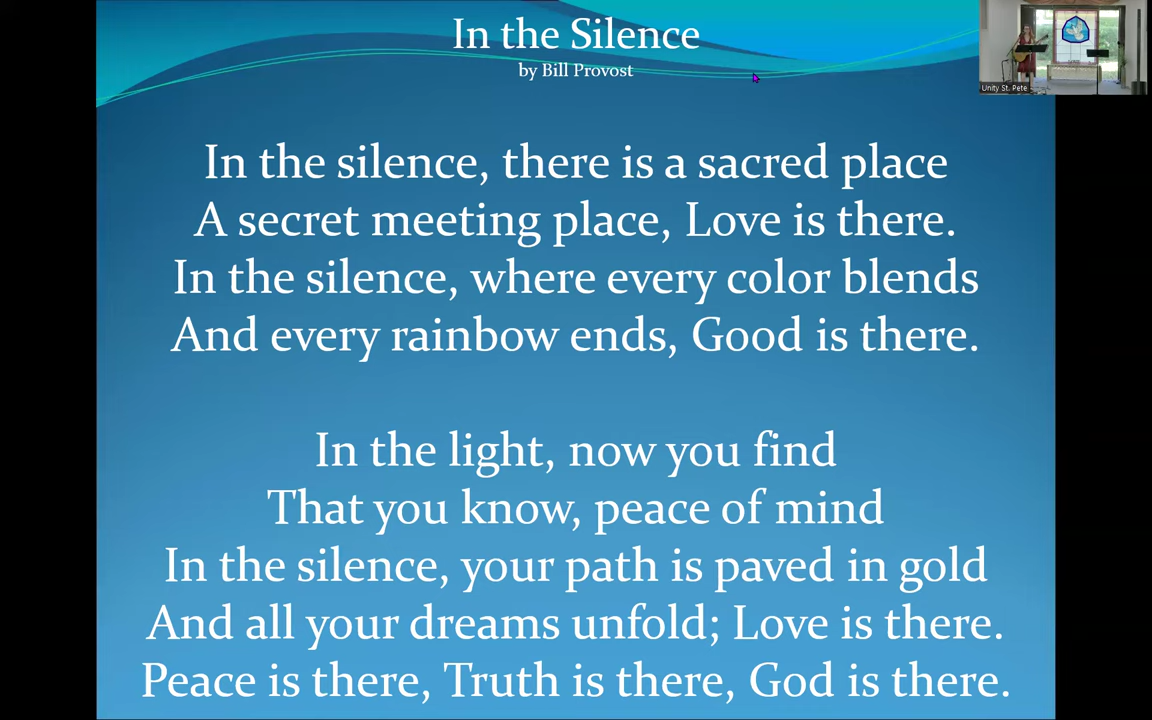 In the Silence
by Bill Provost
Unity St. Pete
In the silence, there is a sacred place
A secret meeting place, Love is there.
In the silence, where every color blends
And every rainbow ends, Good is there.
In the light, now you find
That you know, peace of mind
In the silence, your path is paved in gold
And all your dreams unfold; Love is there.
Peace is there, Truth is there, God is there.